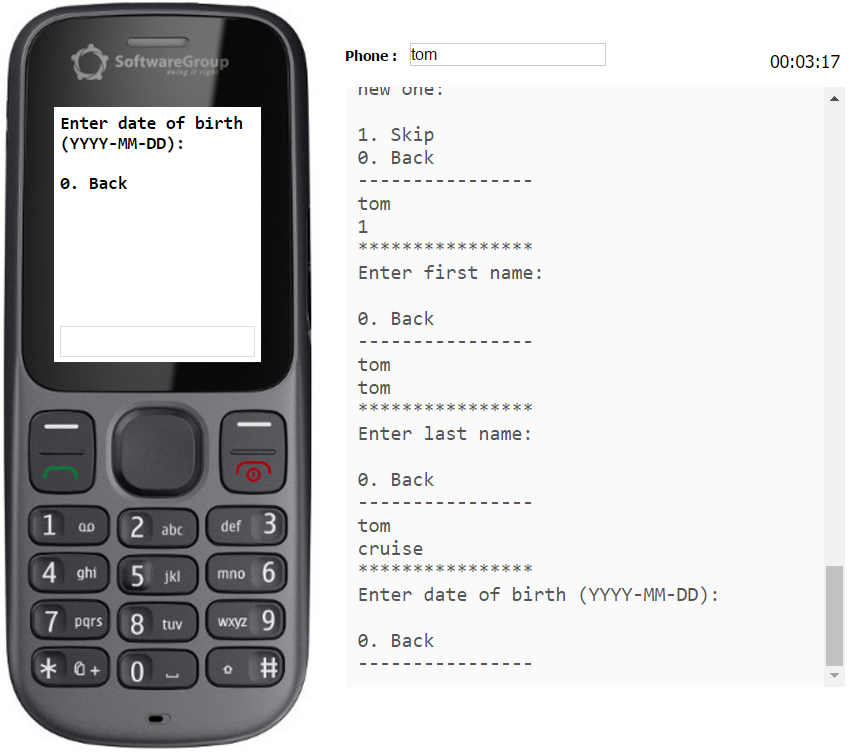 SoftwareGroup
doing it right
Enter date of birth
(YYYY-MM-DD):
0. Back
1
2 abc
def 3
4 ghi
5 jkl
mno 6
7 pqrs
8 tuv
wxyz 9
* +
0
#
Phone: tom
00:03:17
new one:
1. Skip
0. Back
----------------
tom
1
****************
Enter first name:
0. Back
----------------
tom
tom
****************
Enter last name:
0. Back
----------------
tom
cruise
****************
Enter date of birth (YYYY-MM-DD):
0. Back
----------------